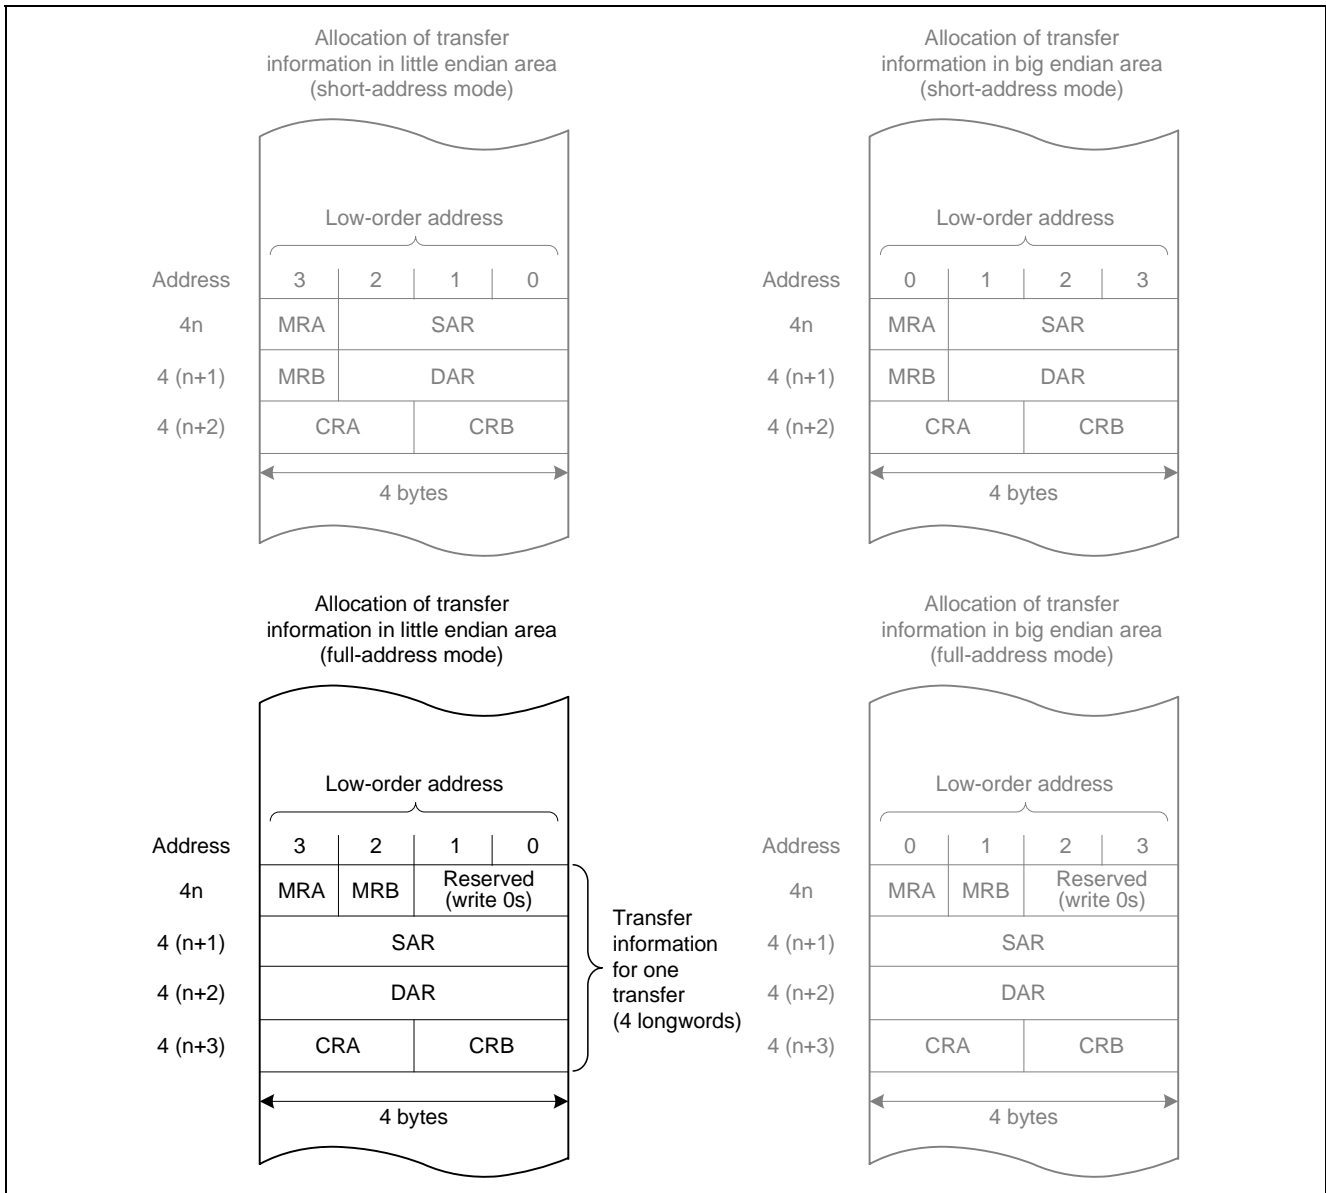 Allocation of transfer
information in little endian area
(short-address mode)
Low-order address
Address 3 2 1 0
4n MRA SAR
4 (n+1) MRB DAR
4 (n+2) CRA CRB
4 bytes
Allocation of transfer
information in big endian area
(short-address mode)
Low-order address
Address 0 1 2 3
4n MRA SAR
4 (n+1) MRB DAR
4 (n+2) CRA CRB
4 bytes
Allocation of transfer
information in little endian area
(full-address mode)
Low-order address
Address 3 2 1 0
4n MRA MRB Reserved
(write 0s)
4 (n+1) SAR
4 (n+2) DAR
4 (n+3) CRA CRB
4 bytes
Transfer
information
for one
transfer
(4 longwords)
Allocation of transfer
information in big endian area
(full-address mode)
Low-order address
Address 0 1 2 3
4n MRA MRB Reserved
(write 0s)
4 (n+1) SAR
4 (n+2) DAR
4 (n+3) CRA CRB
4 bytes